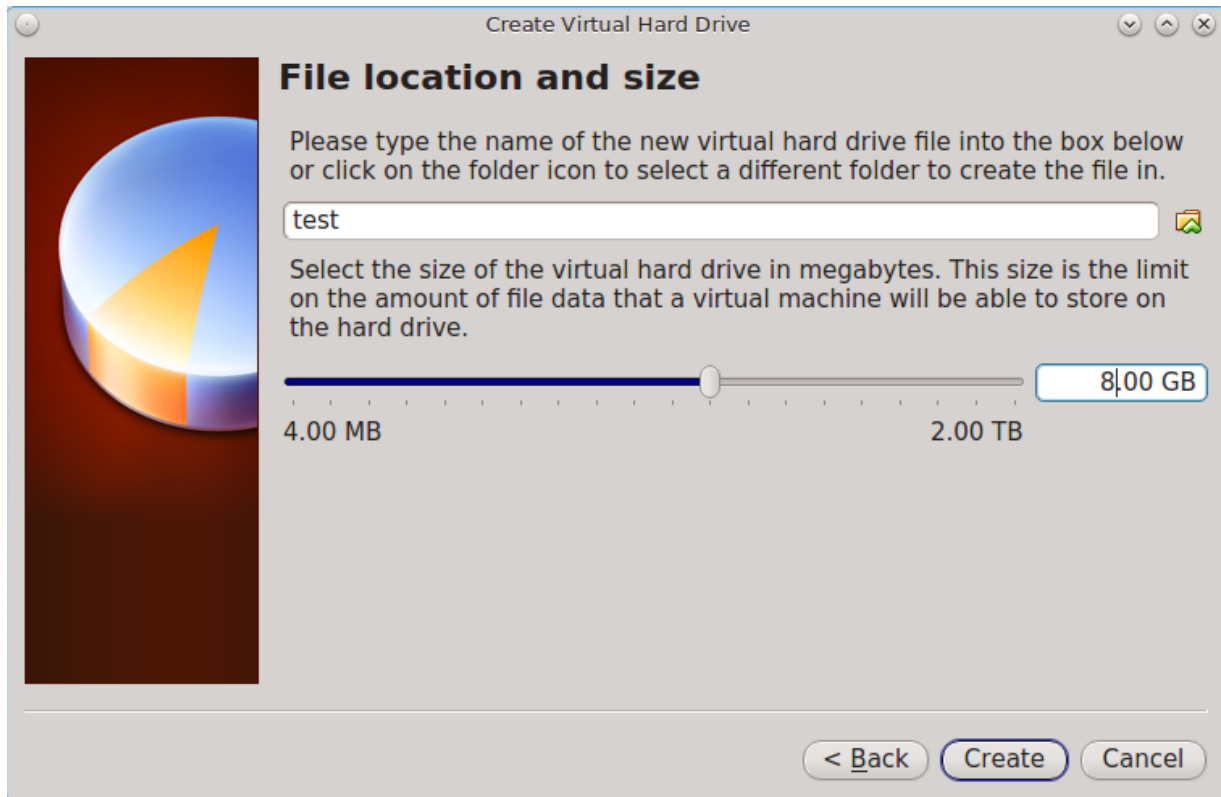 Create Virtual Hard Drive
File location and size
Please type the name of the new virtual hard drive file into the box below
or click on the folder icon to select a different folder to create the file in.
test
Select the size of the virtual hard drive in megabytes. This size is the limit
on the amount of file data that a virtual machine will be able to store on
the hard drive.
8.00 GB
4.00 MB 2.00 TB
< Back Create Cancel